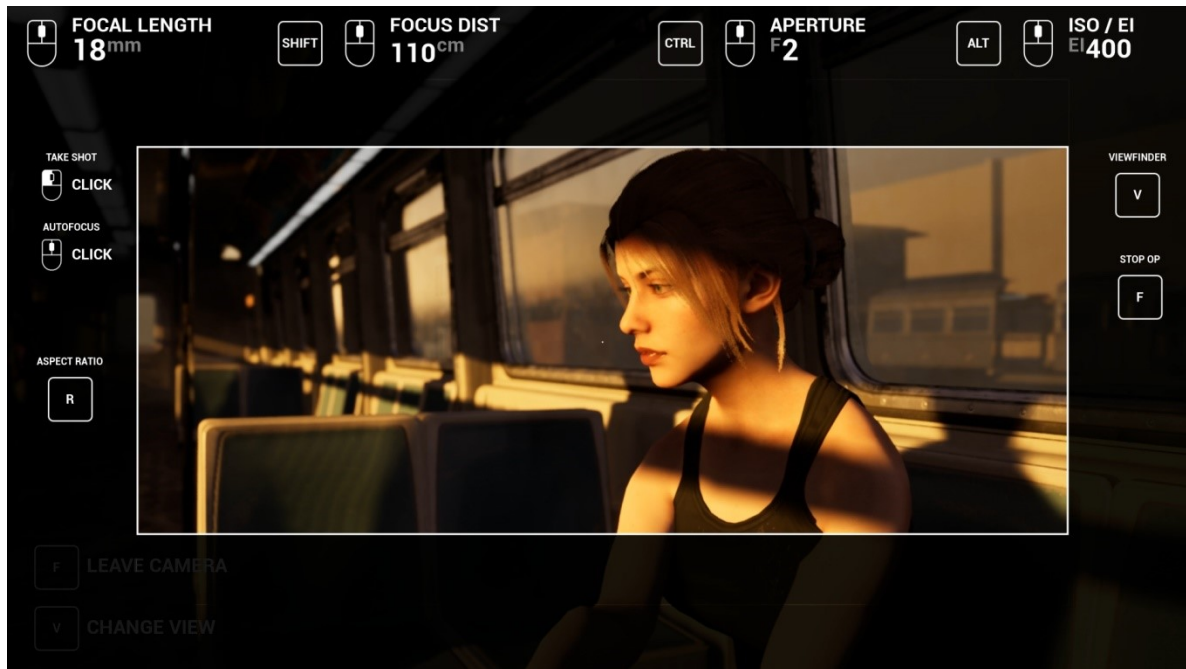 FOCAL LENGTH
18mm
SHIFT
FOCUS DIST
110cm
CTRL
APERTURE
F2
ALT
ISO / EI
EI400
TAKE SHOT
CLICK
AUTOFOCUS
CLICK
ASPECT RATIO
R
VIEWFINDER
V
STOP OP
F
F LEAVE CAMERA
V CHANGE VIEW